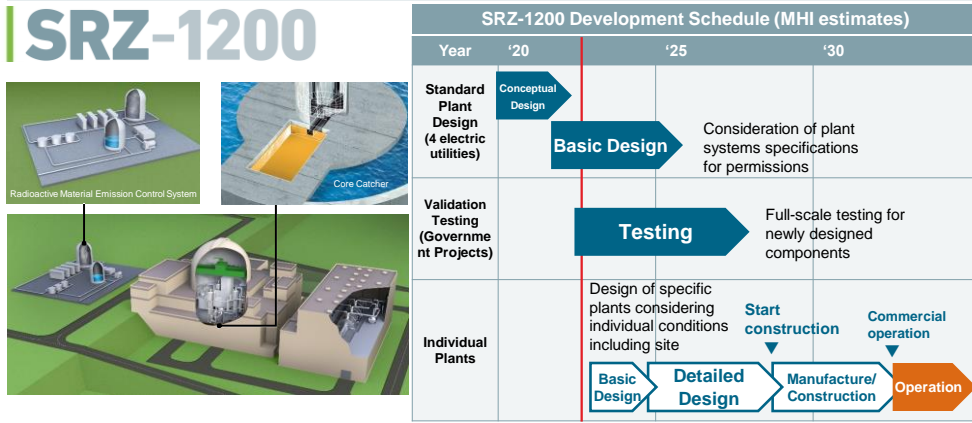 SRZ-1200
Radioactive Material Emission Control System
Core Catcher
SRZ-1200 Development Schedule (MHI estimates)
Year
‘20
‘25
‘30
Standard
Plant
Design
(4 electric
utilities)
Conceptual
Design
Basic Design
Consideration of plant
systems specifications
for permissions
Validation
Testing
(Governme
nt Projects)
Testing
Full-scale testing for
newly designed
components
Individual
Plants
Design of specific
plants considering
individual conditions
including site
Start
construction
Commercial
operation
Basic
Design
Detailed
Design
Manufacture/
Construction
Operation